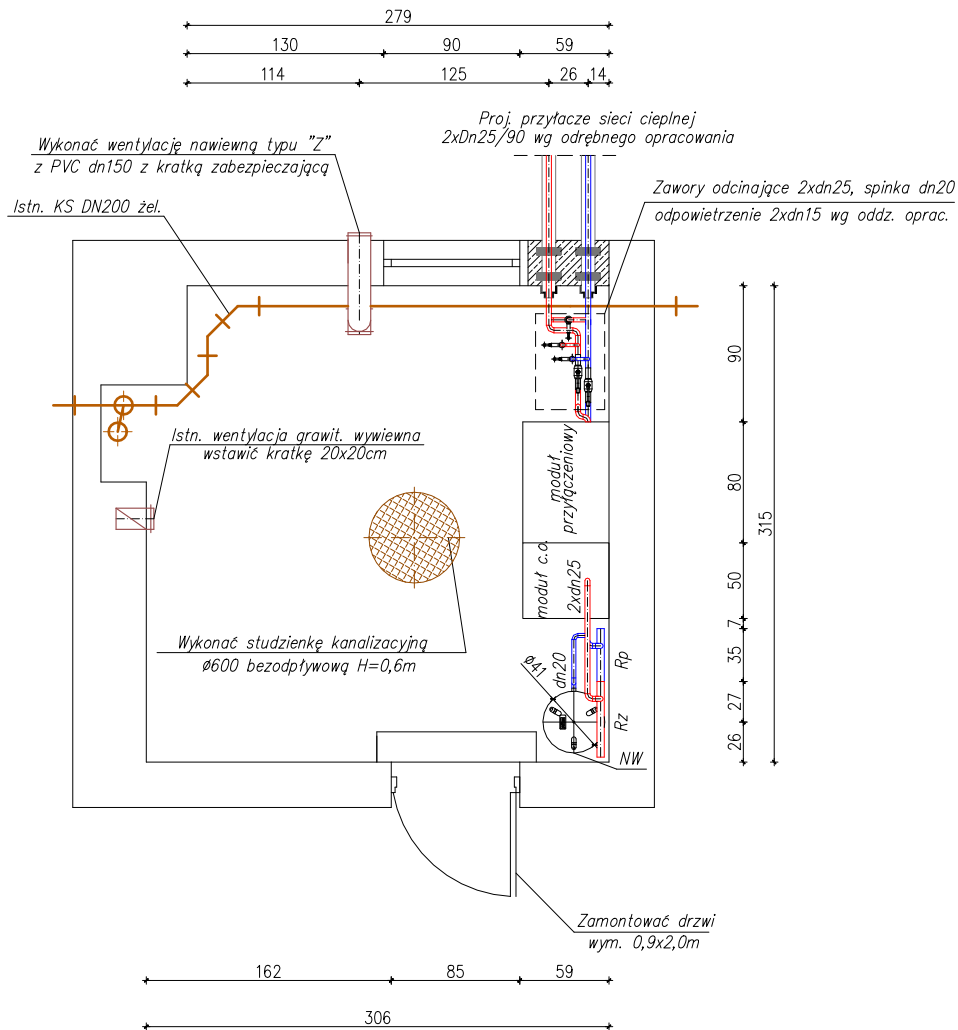 279
130
90
59
114
125
26
14
Proj. przyłacze sieci cieplnej
2xDn25/90 wg odrębnego opracowania
Wykonać wentylację nawiewną typu "Z"
z PVC dn150 z kratką zabezpieczającą
Zawory odcinające 2xdn25, spinka dn20
odpowietrzenie 2xdn15 wg oddz. oprac.
Istn. KS DN200 żel.
90
Istn. wentylacja grawit. wywiewna
wstawić kratkę 20x20cm
moduł
przyłączeniowy
80
315
moduł c.o.
2xdn25
50
7
Wykonać studzienkę kanalizacyjną
ø600 bezodpływową H=0,6m
ø41
dn20
Rp
35
27
Rz
26
NW
Zamontować drzwi
wym. 0,9x2,0m
162
85
59
306